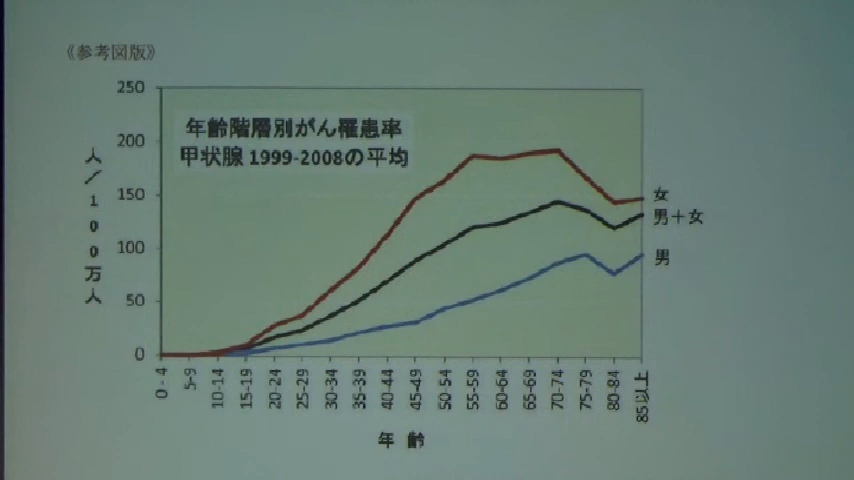 《参考図版》
年齢階層別がん罹患率
甲状腺 1999-2008の平均
人/100万人
250
200
150
100
50
0
女
男＋女
男
0 - 4
5-9
10-14
15-19
20-24
25-29
30-34
35-39
40-44
45-49
50-54
55-59
60-64
65-69
70-74
75-79
80-84
85以上
年 齢